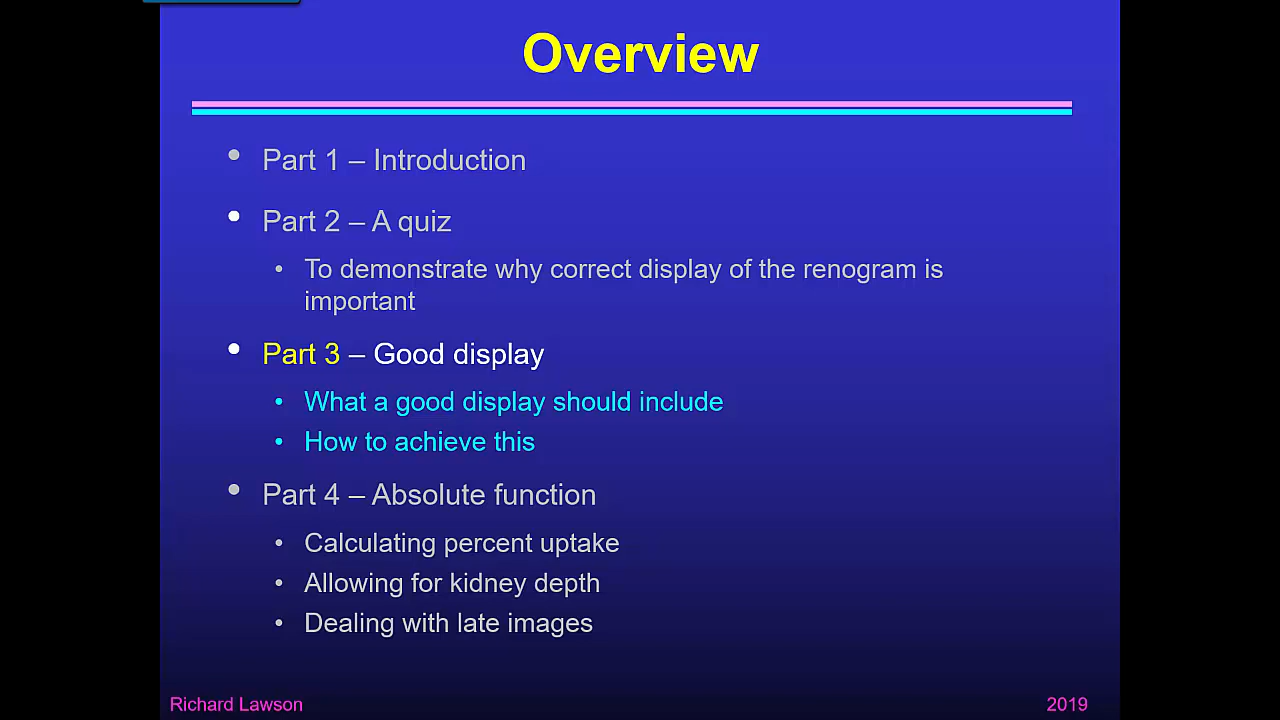 Overview
• Part 1 – Introduction
• Part 2 – A quiz
• To demonstrate why correct display of the renogram is
important
• Part 3 – Good display
• What a good display should include
• How to achieve this
• Part 4 – Absolute function
• Calculating percent uptake
• Allowing for kidney depth
• Dealing with late images
Richard Lawson
2019